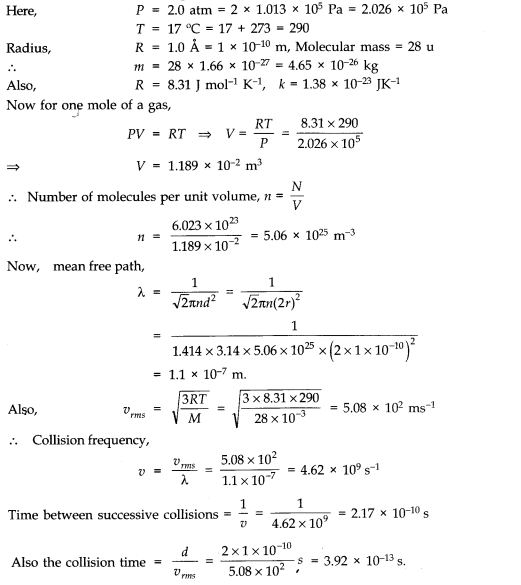 Here, P = 2.0 atm = 2 × 1.013 × 10⁵ Pa = 2.026 × 10⁵ Pa
T = 17 °C = 17 + 273 = 290
Radius, R = 1.0 Å = 1 × 10⁻¹⁰ m, Molecular mass = 28 u
∴ m = 28 × 1.66 × 10⁻²⁷ = 4.65 × 10⁻²⁶ kg
Also, R = 8.31 J mol⁻¹ K⁻¹, k = 1.38 × 10⁻²³ JK⁻¹
Now for one mole of a gas,
PV = RT ⇒ V = RT/P = (8.31 × 290)/(2.026 × 10⁵)
⇒ V = 1.189 × 10⁻² m³
∴ Number of molecules per unit volume, n = N/V
∴ n = (6.023 × 10²³)/(1.189 × 10⁻²) = 5.06 × 10²⁵ m⁻³
Now, mean free path,
λ = 1/(√2πnd²) = 1/(√2πn(2r)²)
= 1/(1.414 × 3.14 × 5.06 × 10²⁵ × (2 × 1 × 10⁻¹⁰)²)
= 1.1 × 10⁻⁷ m.
Also, v_rms = √(3RT/M) = √((3 × 8.31 × 290)/(28 × 10⁻³)) = 5.08 × 10² ms⁻¹
∴ Collision frequency,
υ = v_rms/λ = (5.08 × 10²)/(1.1 × 10⁻⁷) = 4.62 × 10⁹ s⁻¹
Time between successive collisions = 1/υ = 1/(4.62 × 10⁹) = 2.17 × 10⁻¹⁰ s
Also the collision time = d/v_rms = (2 × 1 × 10⁻¹⁰)/(5.08 × 10²) s = 3.92 × 10⁻¹³ s.